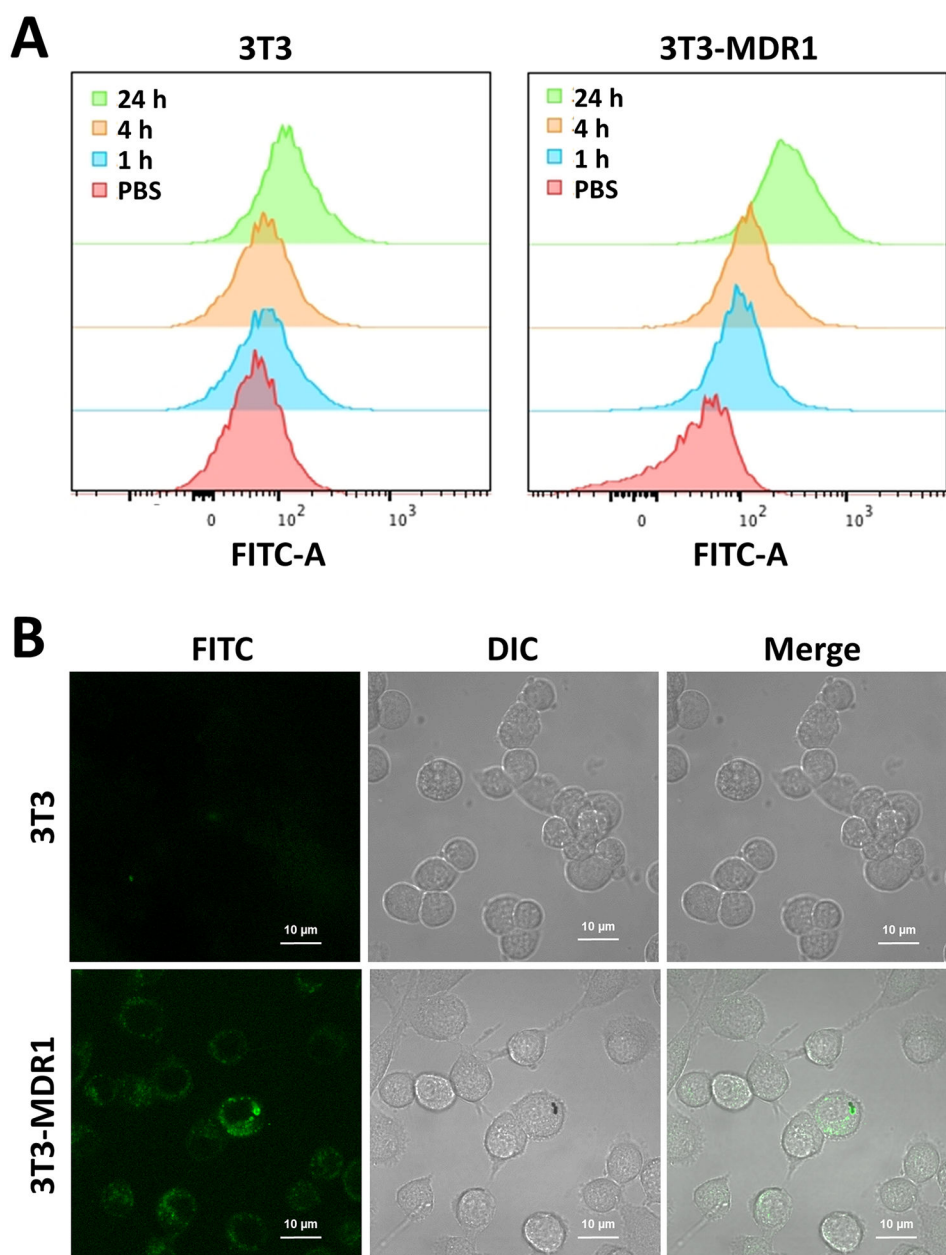 A
3T3
3T3-MDR1
24 h
4 h
1 h
PBS
24 h
4 h
1 h
PBS
0
10²
10³
0
10²
10³
FITC-A
FITC-A
B
FITC
DIC
Merge
3T3
10 µm
10 µm
10 µm
3T3-MDR1
10 µm
10 µm
10 µm